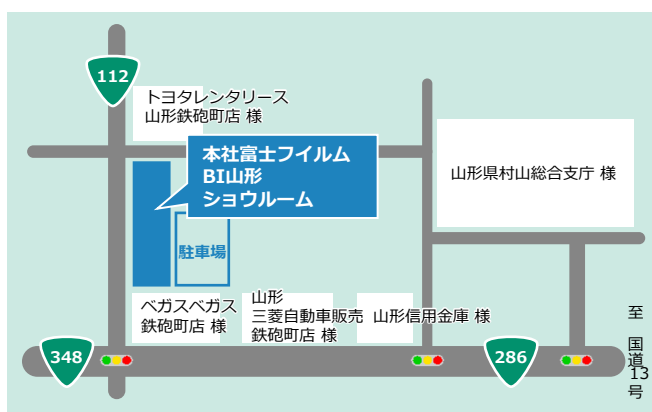 112
トヨタレンタリース
山形鉄砲町店 様
本社富士フイルム
BI山形
ショウルーム
山形県村山総合支庁 様
駐車場
ベガスベガス
鉄砲町店 様
山形
三菱自動車販売
鉄砲町店 様
山形信用金庫 様
至
国
道
13
号
348
286